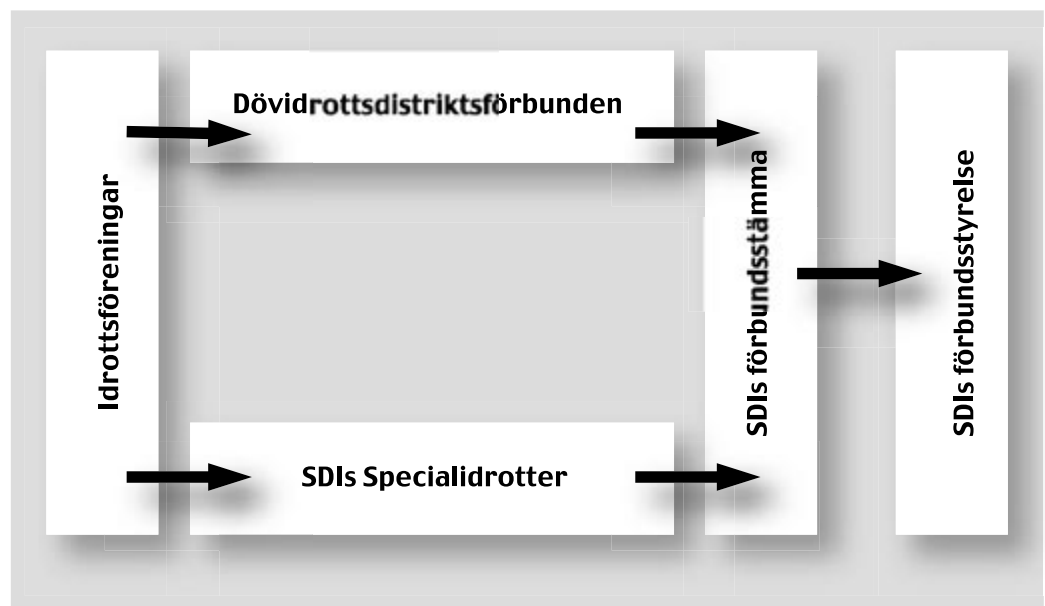 Idrottsföreningar
Dövidrottsdistriktsförbunden
SDIs Specialidrotter
SDIs förbundsstämma
SDIs förbundsstyrelse